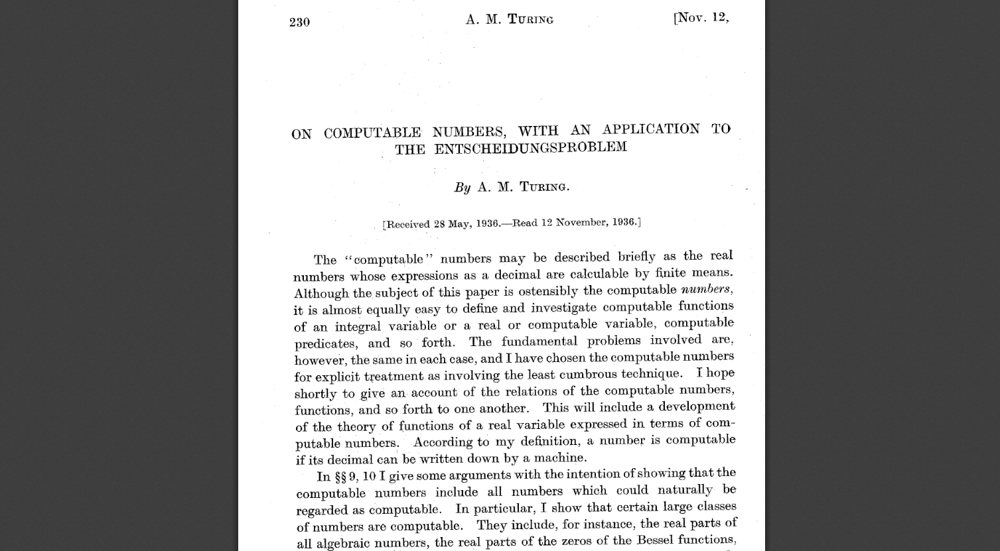 230 A. M. TURING [Nov. 12,
ON COMPUTABLE NUMBERS, WITH AN APPLICATION TO
THE ENTSCHEIDUNGSPROBLEM
By A. M. TURING.
[Received 28 May, 1936.—Read 12 November, 1936.]
The “computable” numbers may be described briefly as the real
numbers whose expressions as a decimal are calculable by finite means.
Although the subject of this paper is ostensibly the computable numbers,
it is almost equally easy to define and investigate computable functions
of an integral variable or a real or computable variable, computable
predicates, and so forth. The fundamental problems involved are,
however, the same in each case, and I have chosen the computable numbers
for explicit treatment as involving the least cumbrous technique. I hope
shortly to give an account of the relations of the computable numbers,
functions, and so forth to one another. This will include a development
of the theory of functions of a real variable expressed in terms of com-
putable numbers. According to my definition, a number is computable
if its decimal can be written down by a machine.
In §§ 9, 10 I give some arguments with the intention of showing that the
computable numbers include all numbers which could naturally be
regarded as computable. In particular, I show that certain large classes
of numbers are computable. They include, for instance, the real parts of
all algebraic numbers, the real parts of the zeros of the Bessel functions,